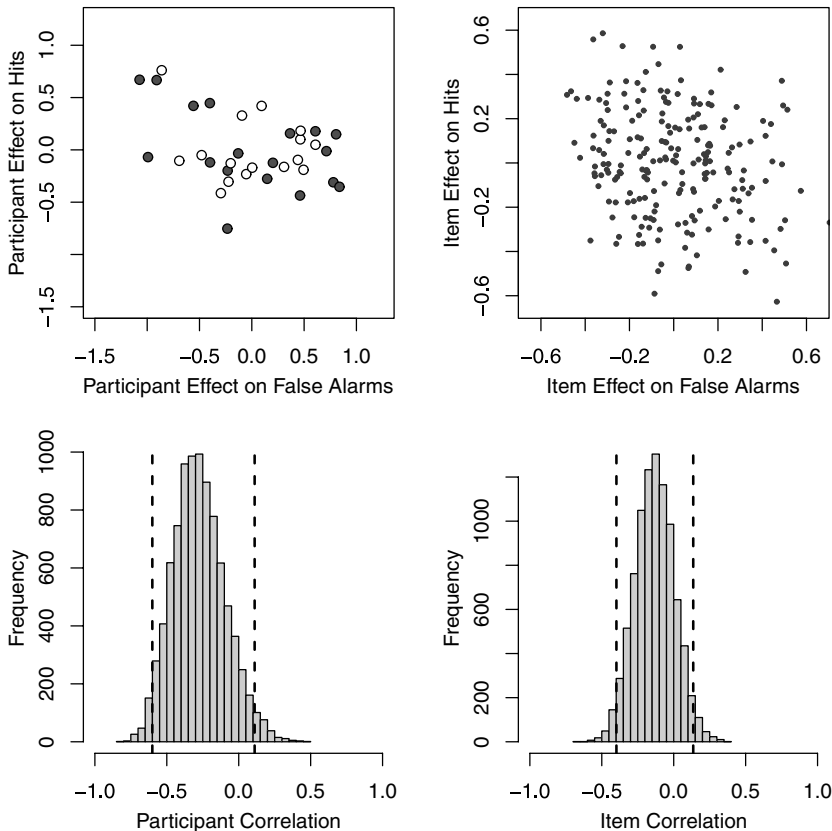 Participant Effect on Hits
1.0
0.5
0.0
−0.5
−1.5
−1.5 −0.5 0.0 0.5 1.0
Participant Effect on False Alarms
Item Effect on Hits
0.6
0.2
−0.2
−0.6
−0.6 −0.2 0.2 0.6
Item Effect on False Alarms
Frequency
1000
800
600
400
200
0
−1.0 −0.5 0.0 0.5 1.0
Participant Correlation
Frequency
1000
600
200
0
−1.0 −0.5 0.0 0.5 1.0
Item Correlation